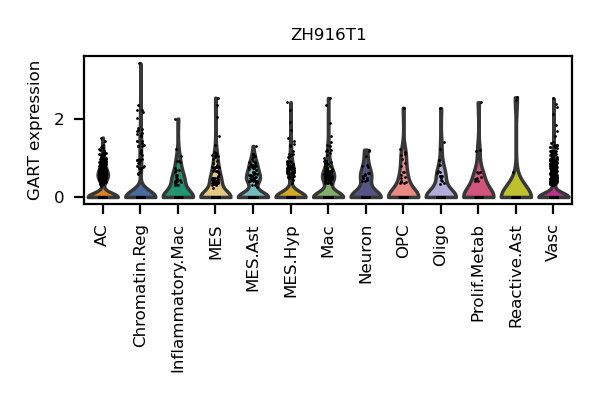 ZH916T1
GART expression
2
0
AC
Chromatin.Reg
Inflammatory.Mac
MES
MES.Ast
MES.Hyp
Mac
Neuron
OPC
Oligo
Prolif.Metab
Reactive.Ast
Vasc